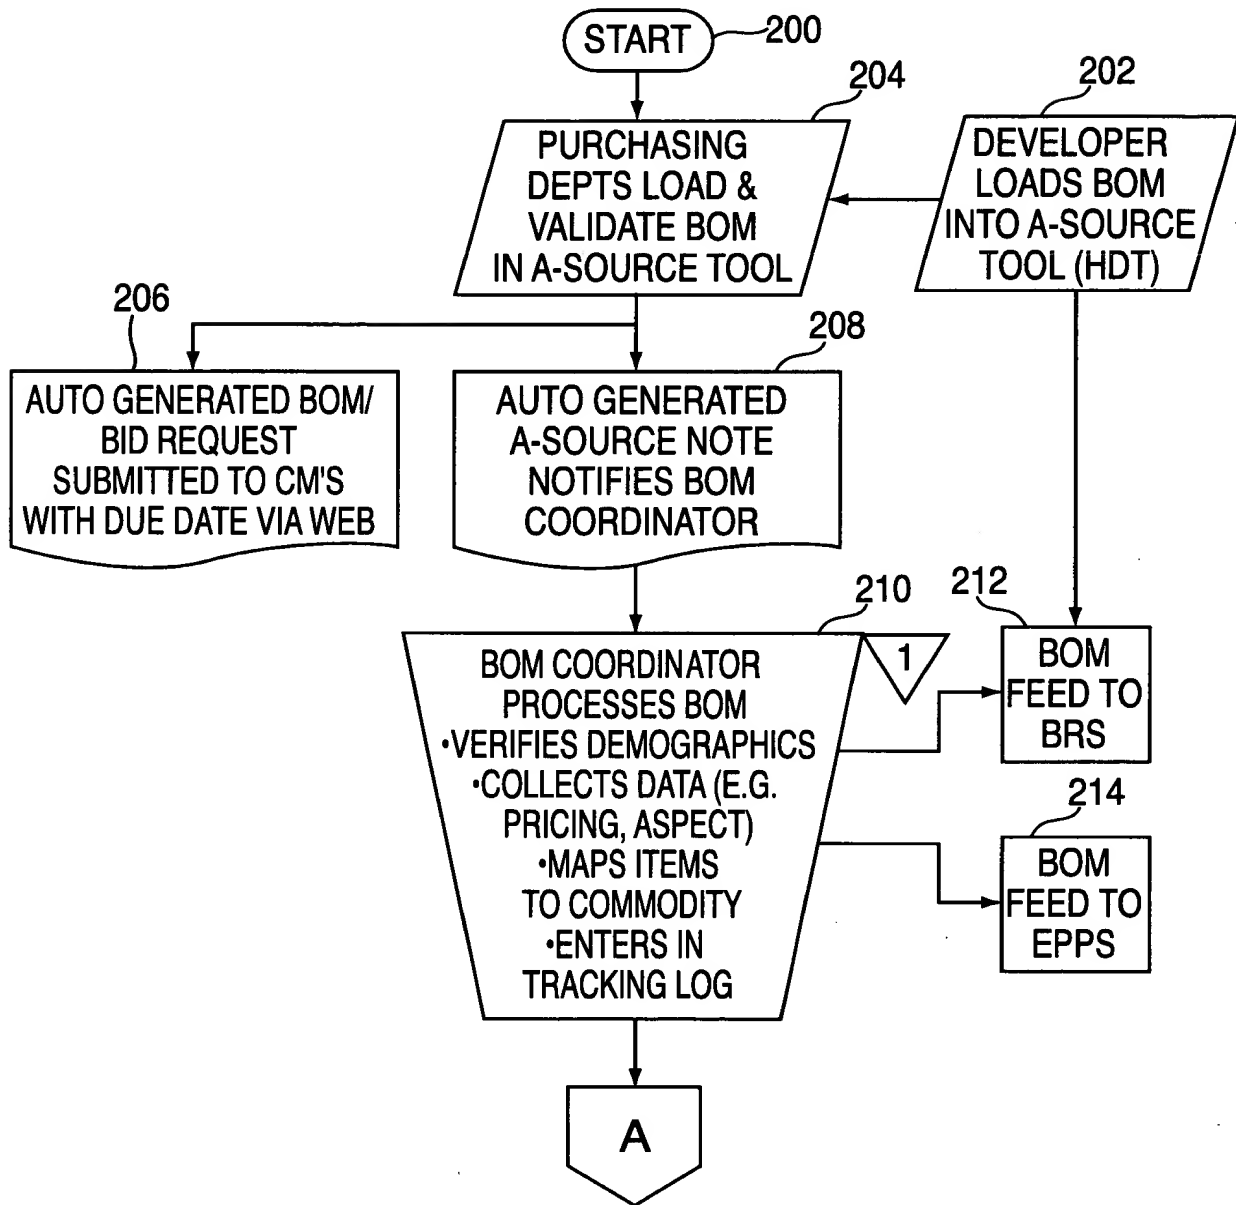 START
200
204
202
PURCHASING
DEPTS LOAD &
VALIDATE BOM
IN A-SOURCE TOOL
DEVELOPER
LOADS BOM
INTO A-SOURCE
TOOL (HDT)
206
208
AUTO GENERATED BOM/
BID REQUEST
SUBMITTED TO CM'S
WITH DUE DATE VIA WEB
AUTO GENERATED
A-SOURCE NOTE
NOTIFIES BOM
COORDINATOR
210
212
1
BOM COORDINATOR
PROCESSES BOM
•VERIFIES DEMOGRAPHICS
•COLLECTS DATA (E.G.
PRICING, ASPECT)
•MAPS ITEMS
TO COMMODITY
•ENTERS IN
TRACKING LOG
BOM
FEED TO
BRS
214
BOM
FEED TO
EPPS
A